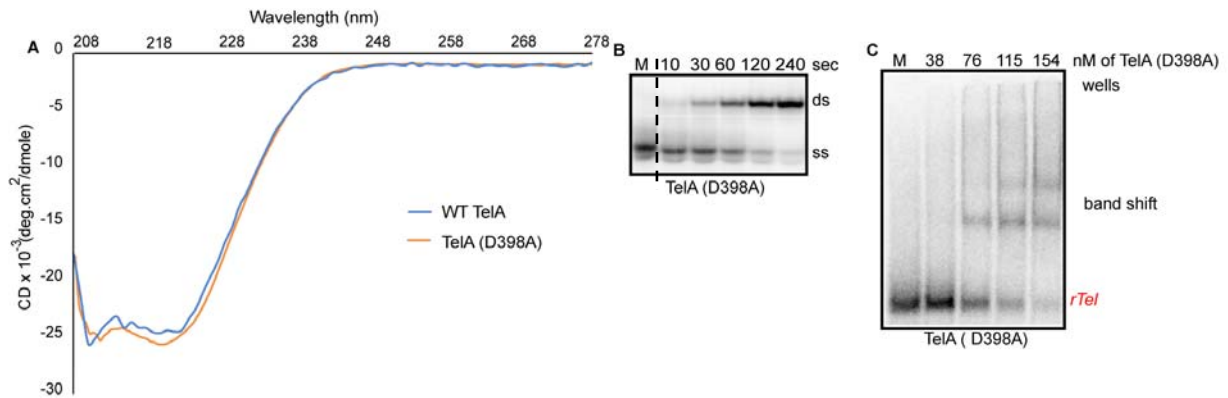 Wavelength (nm)
A
208 218 228 238 248 258 268 278
0
-5
-10
-15
-20
-25
-30
CD x 10⁻³(deg.cm²/dmole)
WT TelA
TelA (D398A)
B
M 10 30 60 120 240 sec
ds
ss
TelA (D398A)
C
M 38 76 115 154 nM of TelA (D398A)
wells
band shift
rTel
TelA ( D398A)